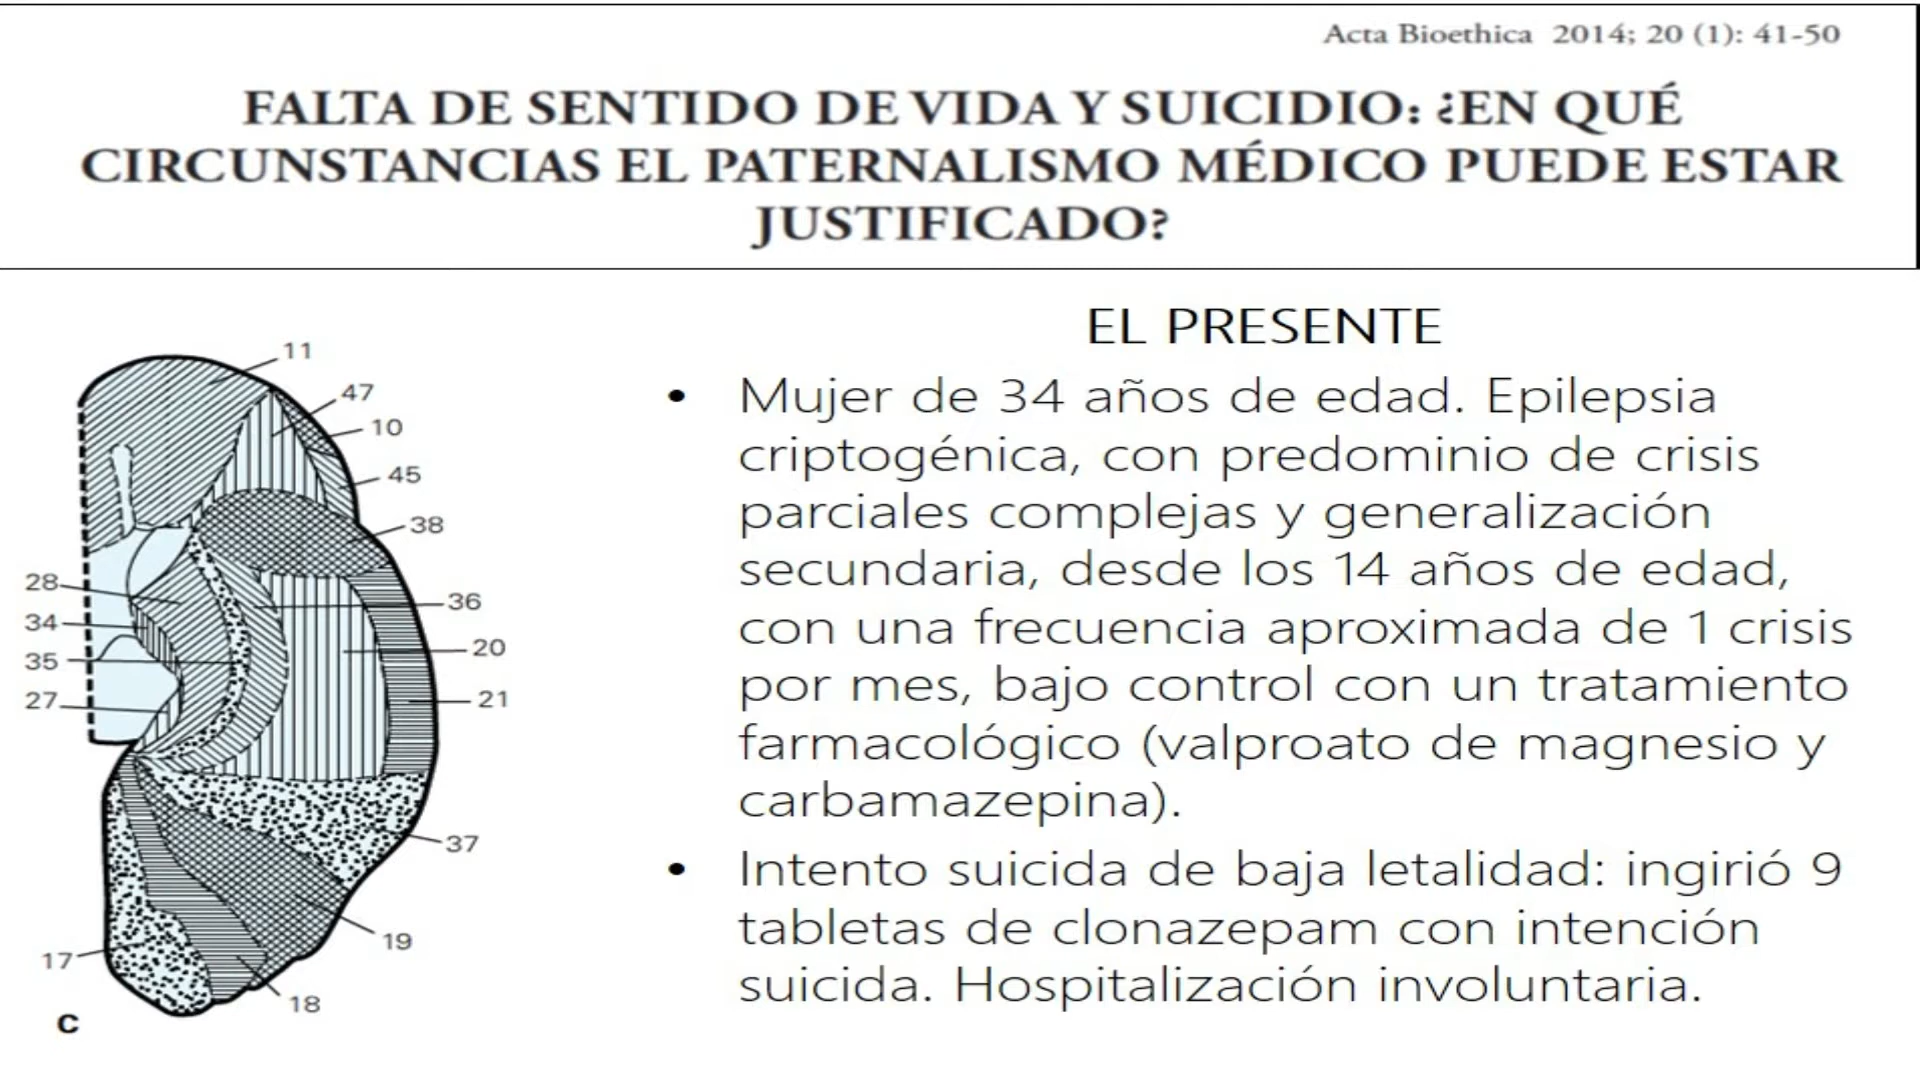 Acta Bioethica 2014; 20 (1): 41-50
FALTA DE SENTIDO DE VIDA Y SUICIDIO: ¿EN QUÉ
CIRCUNSTANCIAS EL PATERNALISMO MÉDICO PUEDE ESTAR
JUSTIFICADO?
11
47
10
45
38
28
34
35
27
36
20
21
37
19
17
18
c
EL PRESENTE
• Mujer de 34 años de edad. Epilepsia
criptogénica, con predominio de crisis
parciales complejas y generalización
secundaria, desde los 14 años de edad,
con una frecuencia aproximada de 1 crisis
por mes, bajo control con un tratamiento
farmacológico (valproato de magnesio y
carbamazepina).
• Intento suicida de baja letalidad: ingirió 9
tabletas de clonazepam con intención
suicida. Hospitalización involuntaria.